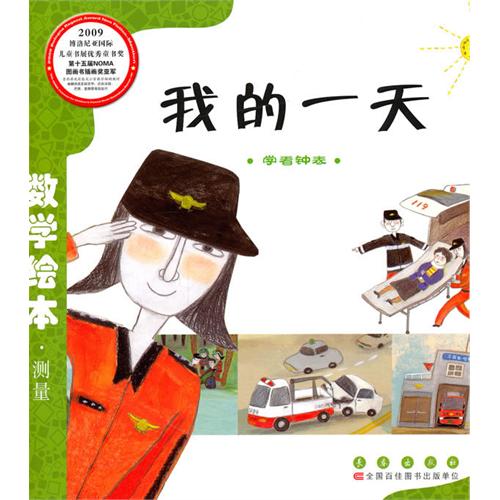 2009
博洛尼亚国际
儿童书展优秀童书奖
第十五届NOMA
图画书插画奖亚军
我的一天
·学看钟表·
数学绘本·测量
119
长春出版社
全国百佳图书出版单位